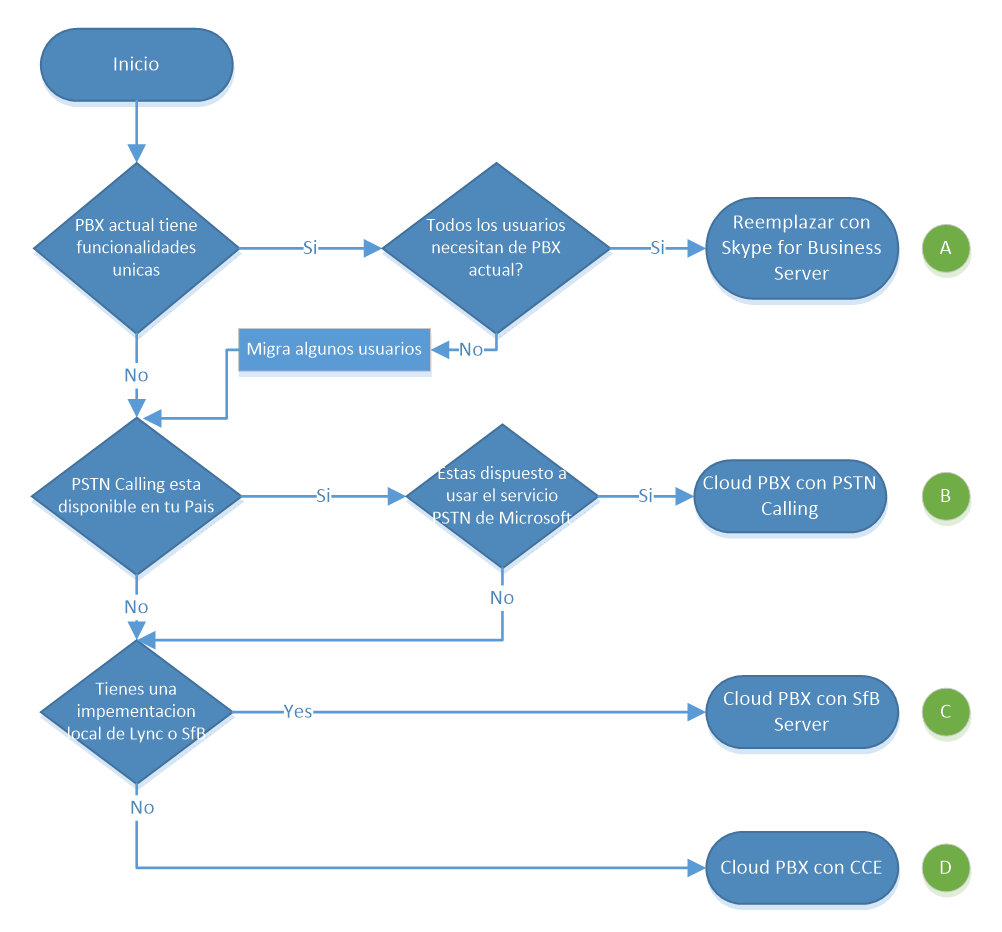 Inicio
PBX actual tiene
funcionalidades
unicas
Si
Todos los usuarios
necesitan de PBX
actual?
Si
Reemplazar con
Skype for Business
Server
A
No
Migra algunos usuarios
No
PSTN Calling esta
disponible en tu Pais
Si
Estas dispuesto a
usar el servicio
PSTN de Microsoft
Si
Cloud PBX con PSTN
Calling
B
No
No
Tienes una
impementacion
local de Lync o SfB
Yes
Cloud PBX con SfB
Server
C
No
Cloud PBX con CCE
D